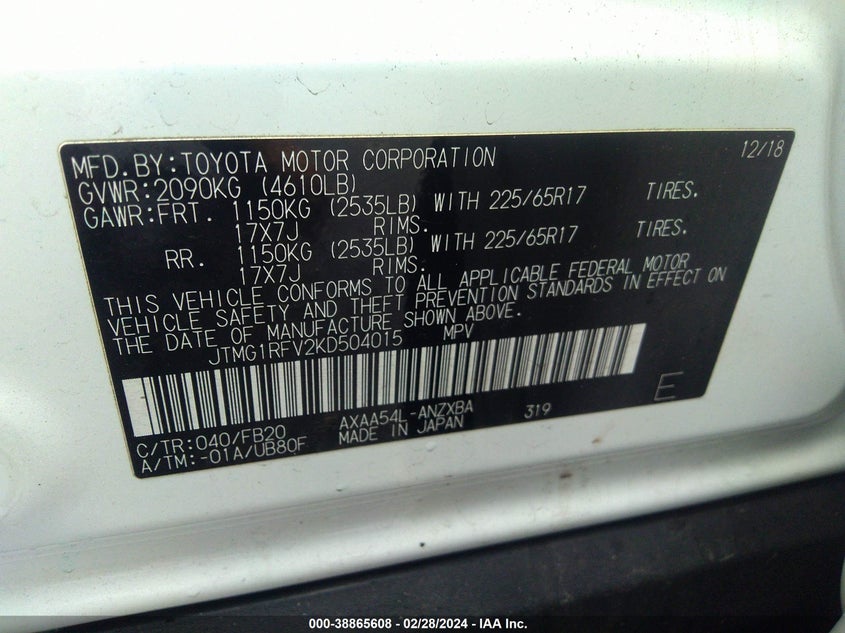 MFD.BY:TOYOTA MOTOR CORPORATION 12/18
GVWR:2090KG (4610LB)
GAWR:FRT. 1150KG (2535LB) WITH 225/65R17 TIRES.
17X7J RIMS.
RR. 1150KG (2535LB) WITH 225/65R17 TIRES.
17X7J RIMS.
THIS VEHICLE CONFORMS TO ALL APPLICABLE FEDERAL MOTOR
VEHICLE SAFETY AND THEFT PREVENTION STANDARDS IN EFFECT ON
THE DATE OF MANUFACTURE SHOWN ABOVE.
JTMG1RFV2KD504015 MPV
E
C/TR:040/FB20 AXAA54L-ANZXBA 319
A/TM:-01A/UB80F MADE IN JAPAN
000-38865608 - 02/28/2024 - IAA Inc.